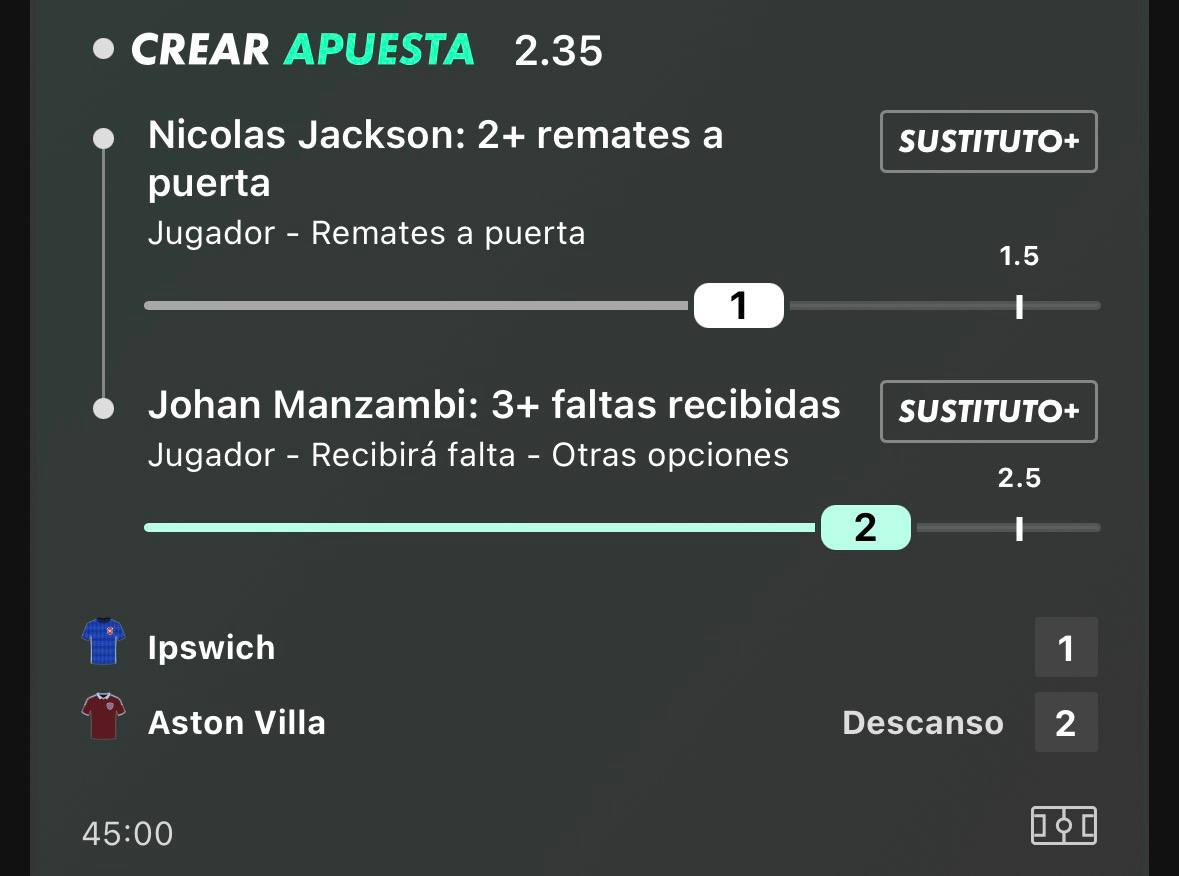 CREAR APUESTA 2.35
Nicolas Jackson: 2+ remates a
puerta
SUSTITUTO+
Jugador - Remates a puerta
1.5
1
Johan Manzambi: 3+ faltas recibidas
SUSTITUTO+
Jugador - Recibirá falta - Otras opciones
2.5
2
Ipswich 1
Aston Villa Descanso 2
45:00